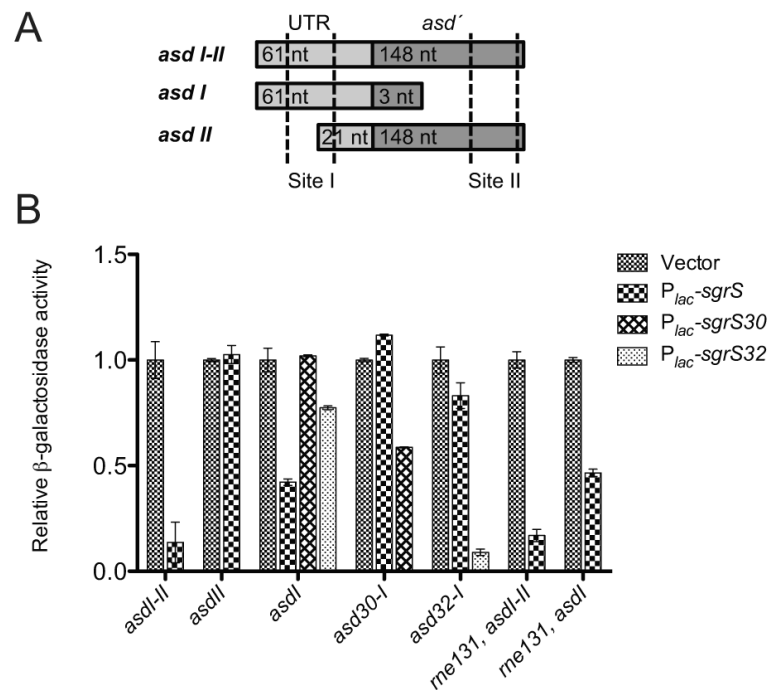 A
UTR asd´
asd I-II 61 nt 148 nt
asd I 61 nt 3 nt
asd II 21 nt 148 nt
Site I Site II
B
Relative β-galactosidase activity
1.5
1.0
0.5
0.0
asdI-II
asdII
asdI
asd30-I
asd32-I
rne131, asdI-II
rne131, asdI
Vector
Plac-sgrS
Plac-sgrS30
Plac-sgrS32